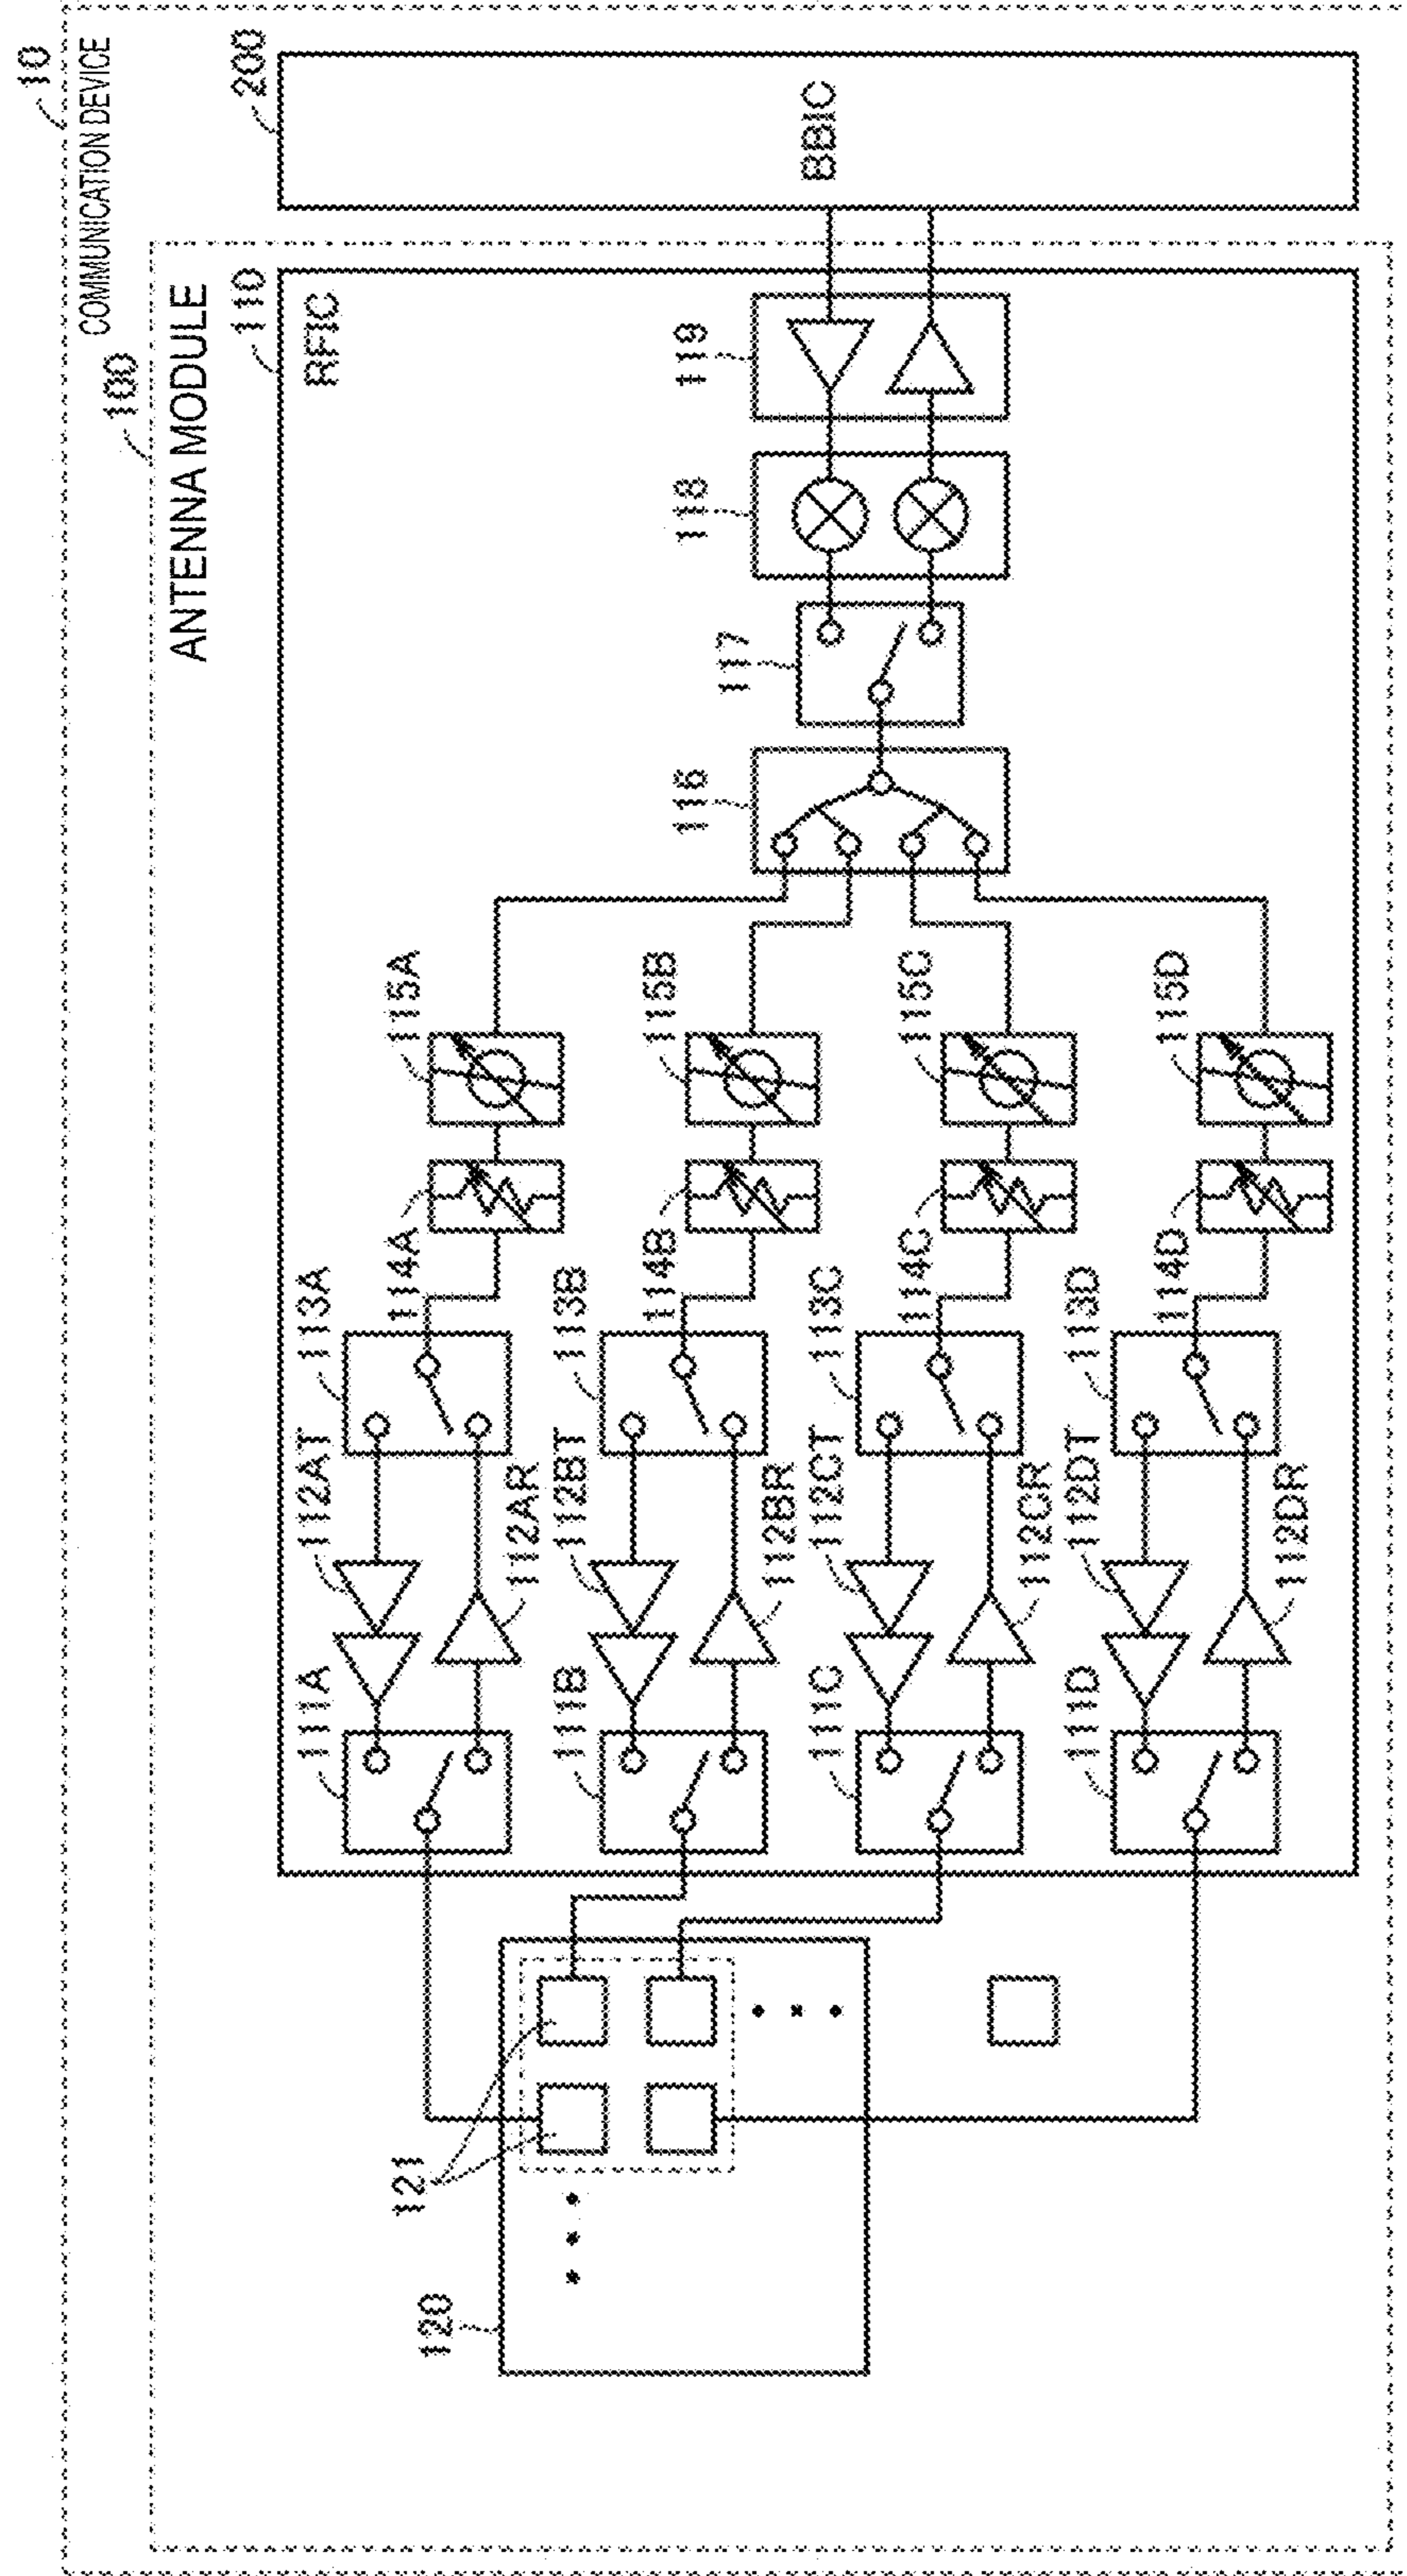 10
COMMUNICATION DEVICE
100
ANTENNA MODULE
200
BBIC
110
RFIC
120
121
111A
112AT
112AR
113A
114A
115A
111B
112BT
112BR
113B
114B
115B
116
117
118
119
111C
112CT
112CR
113C
114C
115C
111D
112DT
112DR
113D
114D
115D